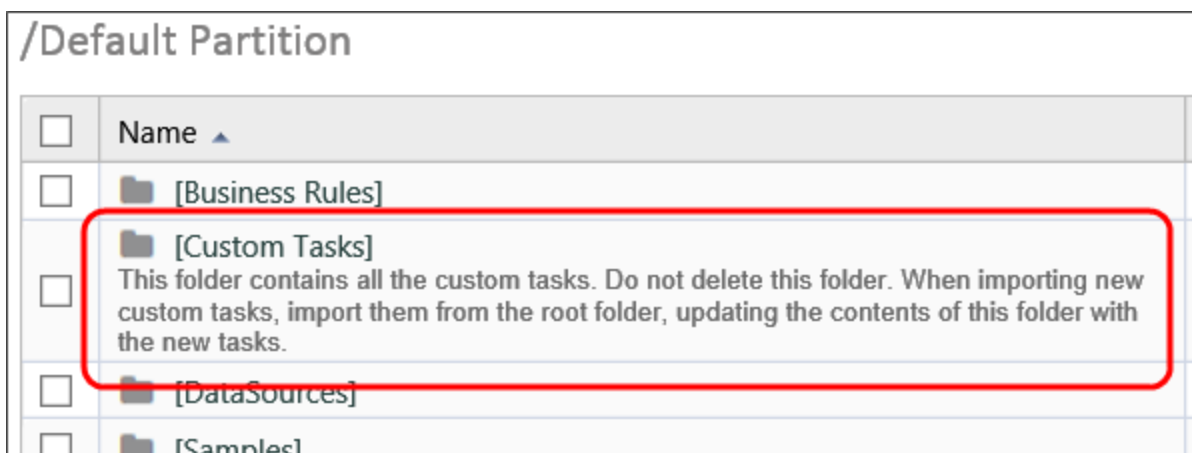 /Default Partition
Name
[Business Rules]
[Custom Tasks]
This folder contains all the custom tasks. Do not delete this folder. When importing new
custom tasks, import them from the root folder, updating the contents of this folder with
the new tasks.
[DataSources]
[Samples]